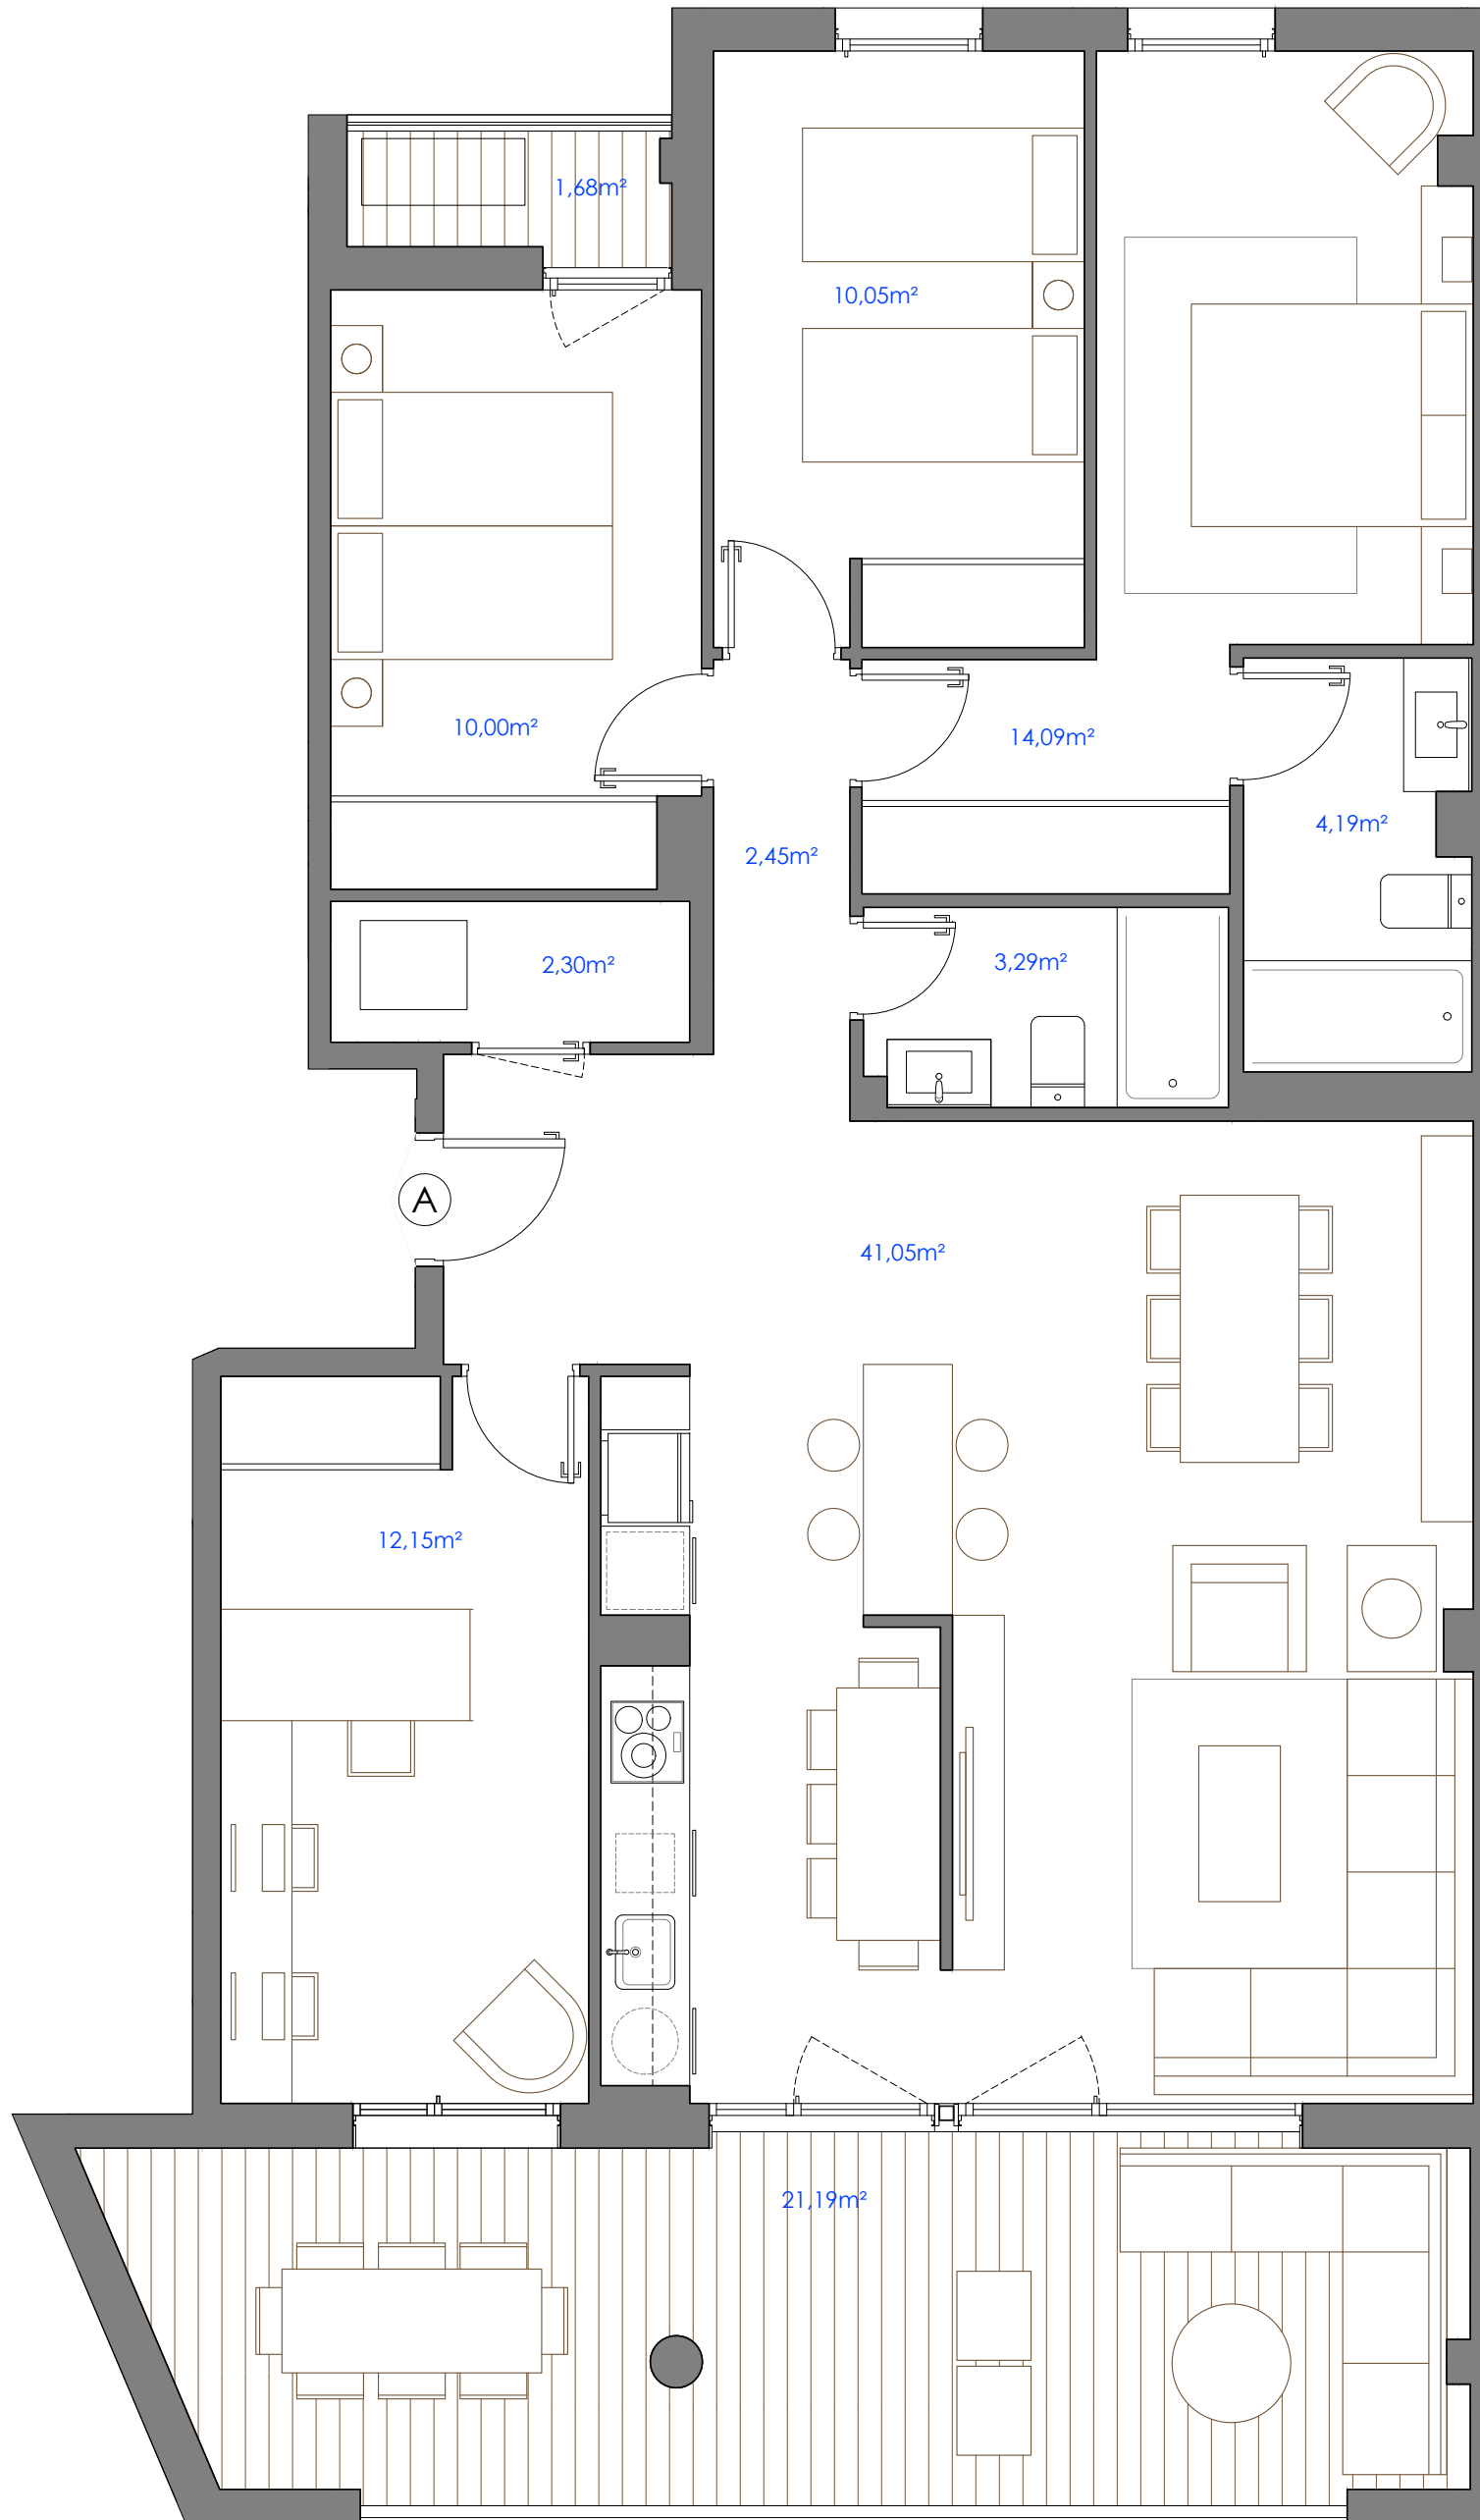 1,68m²
10,05m²
10,00m²
14,09m²
4,19m²
2,45m²
2,30m²
3,29m²
A
41,05m²
12,15m²
21,19m²